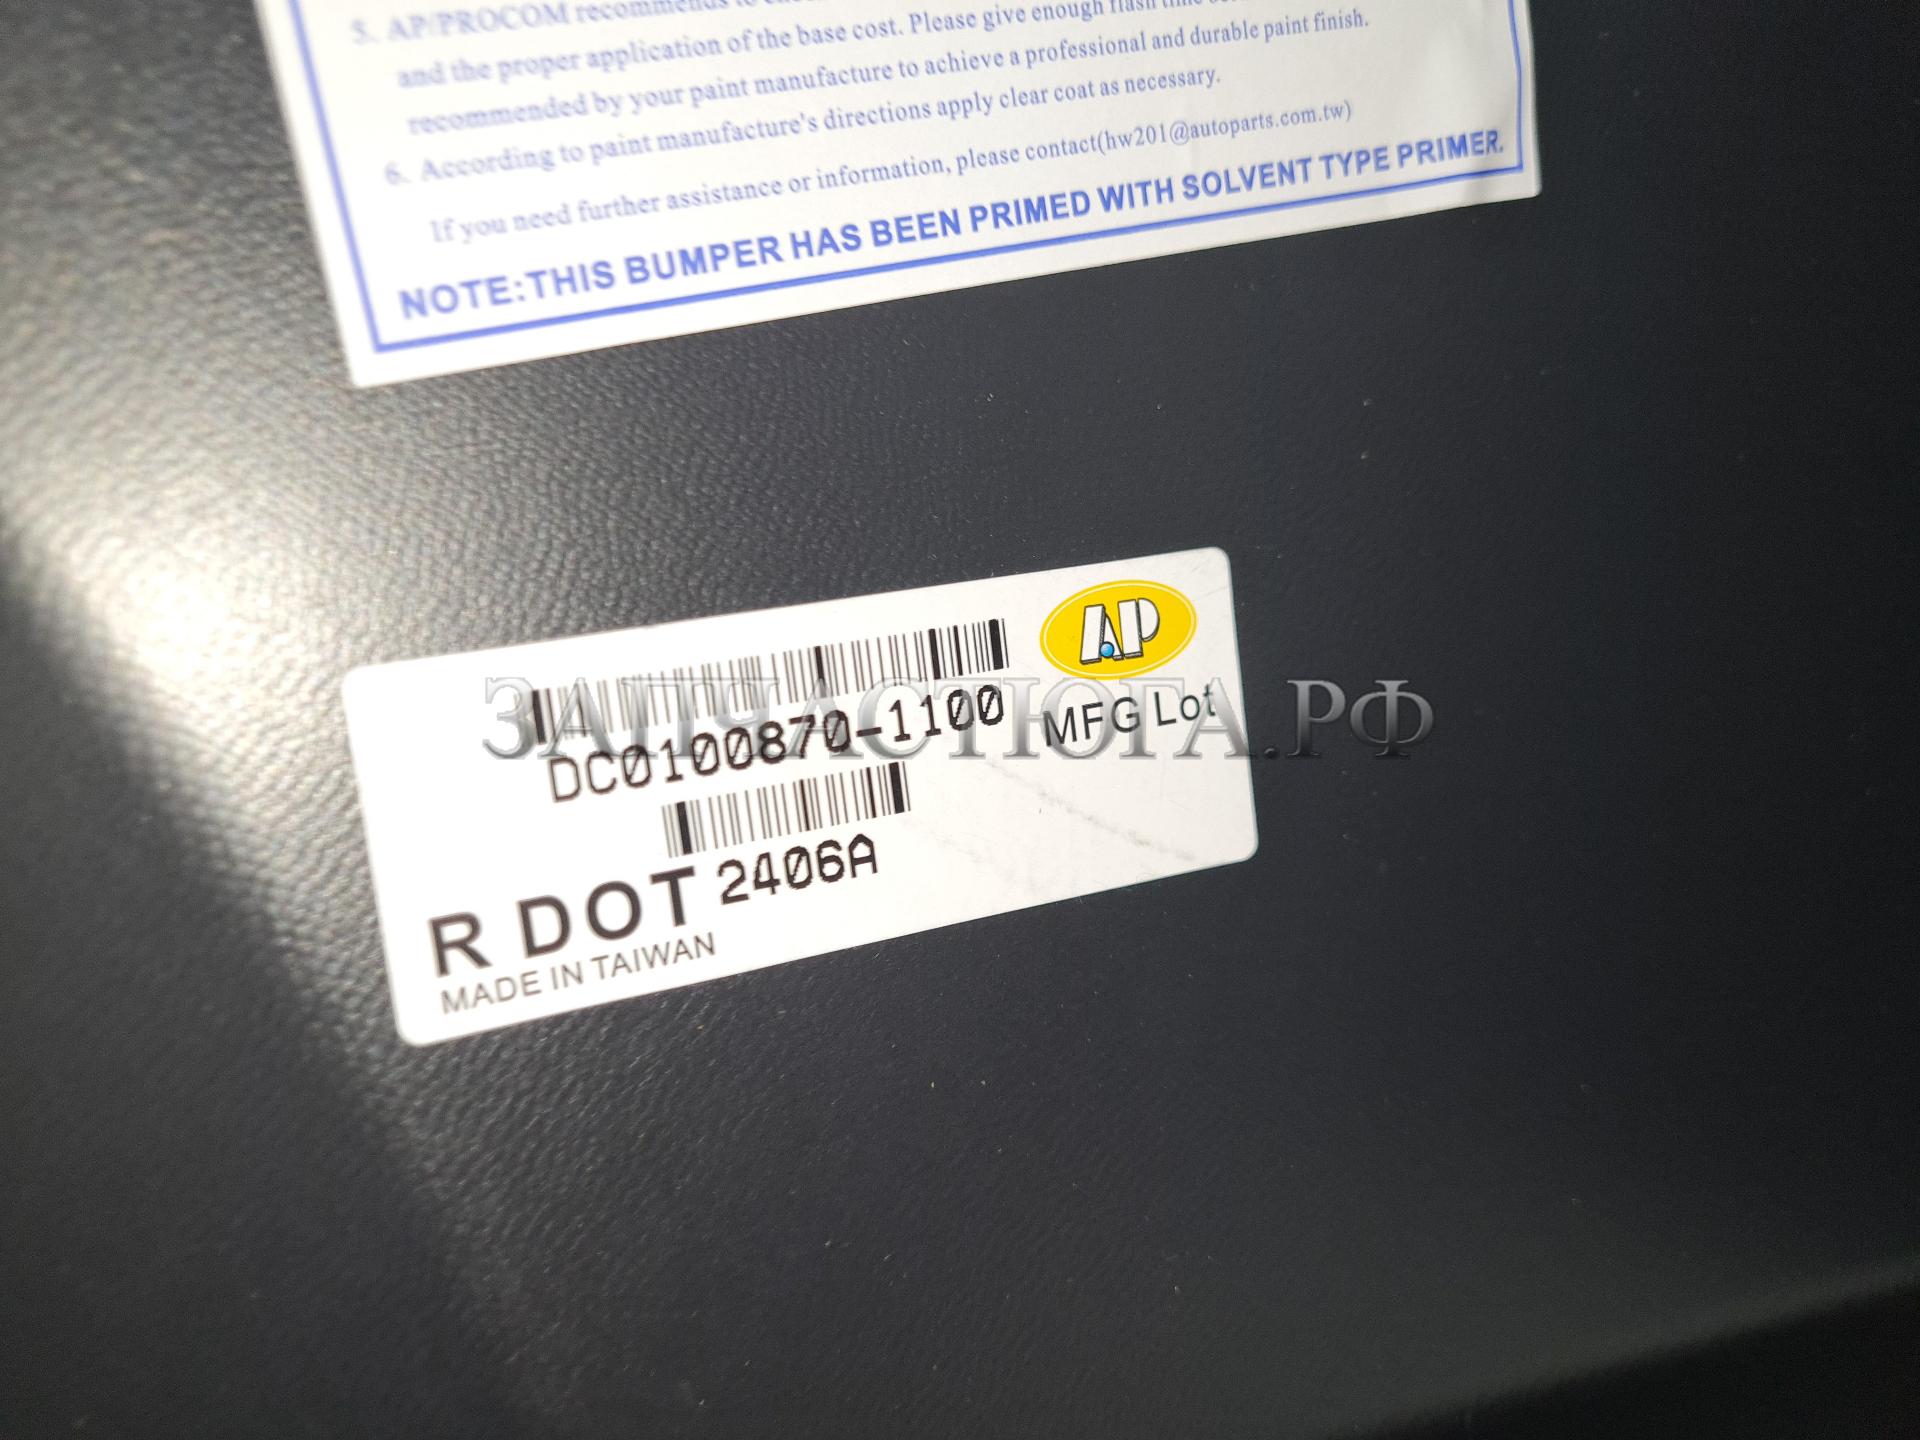 5. AP/PROCOM recommends to
and the proper application of the base cost. Please give enough flash time
recommended by your paint manufacture to achieve a professional and durable paint finish.
6. According to paint manufacture's directions apply clear coat as necessary.
If you need further assistance or information, please contact(hw201@autoparts.com.tw)
NOTE:THIS BUMPER HAS BEEN PRIMED WITH SOLVENT TYPE PRIMER.
AP
DC0100870-1100
MFG Lot
ЗАПЧАСТЮГА.РФ
R DOT 2406A
MADE IN TAIWAN